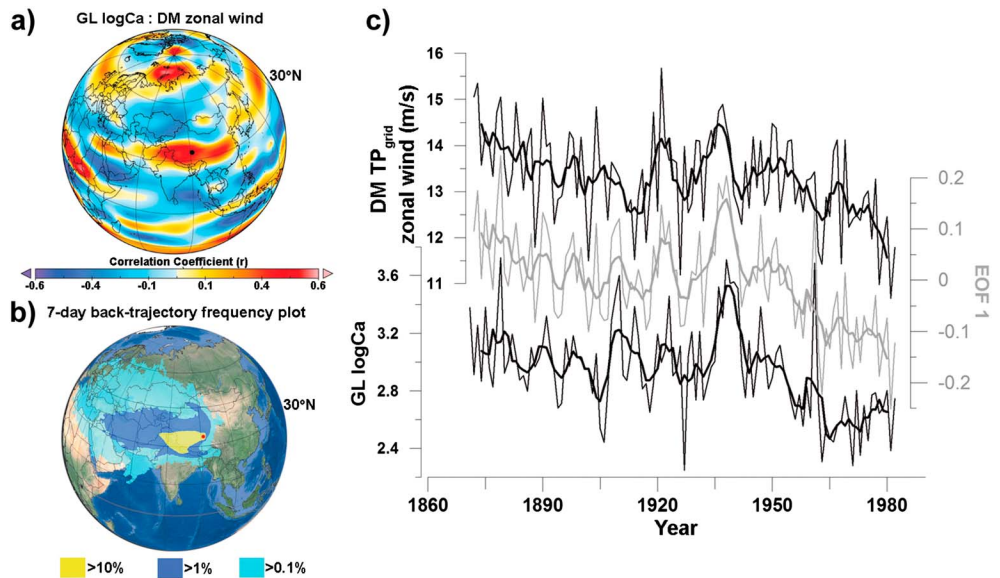 a)
GL logCa : DM zonal wind
30ºN
Correlation Coefficient (r)
-0.6 -0.4 -0.1 0.1 0.4 0.6
b) 7-day back-trajectory frequency plot
30ºN
>10% >1% >0.1%
c)
DM TPgrid
zonal wind (m/s)
16
15
14
13
12
11
GL logCa
3.6
3.2
2.8
2.4
0.2
0.1
0
-0.1
-0.2
EOF 1
1860 1890 1920 1950 1980
Year